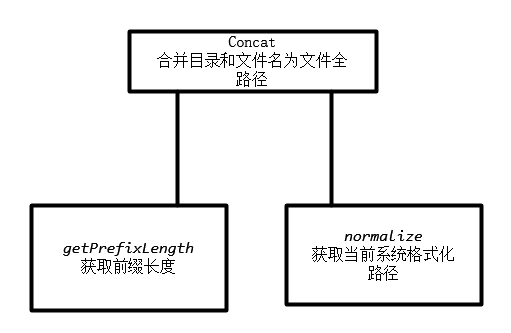 Concat
合并目录和文件名为文件全
路径
getPrefixLength
获取前缀长度
normalize
获取当前系统格式化
路径